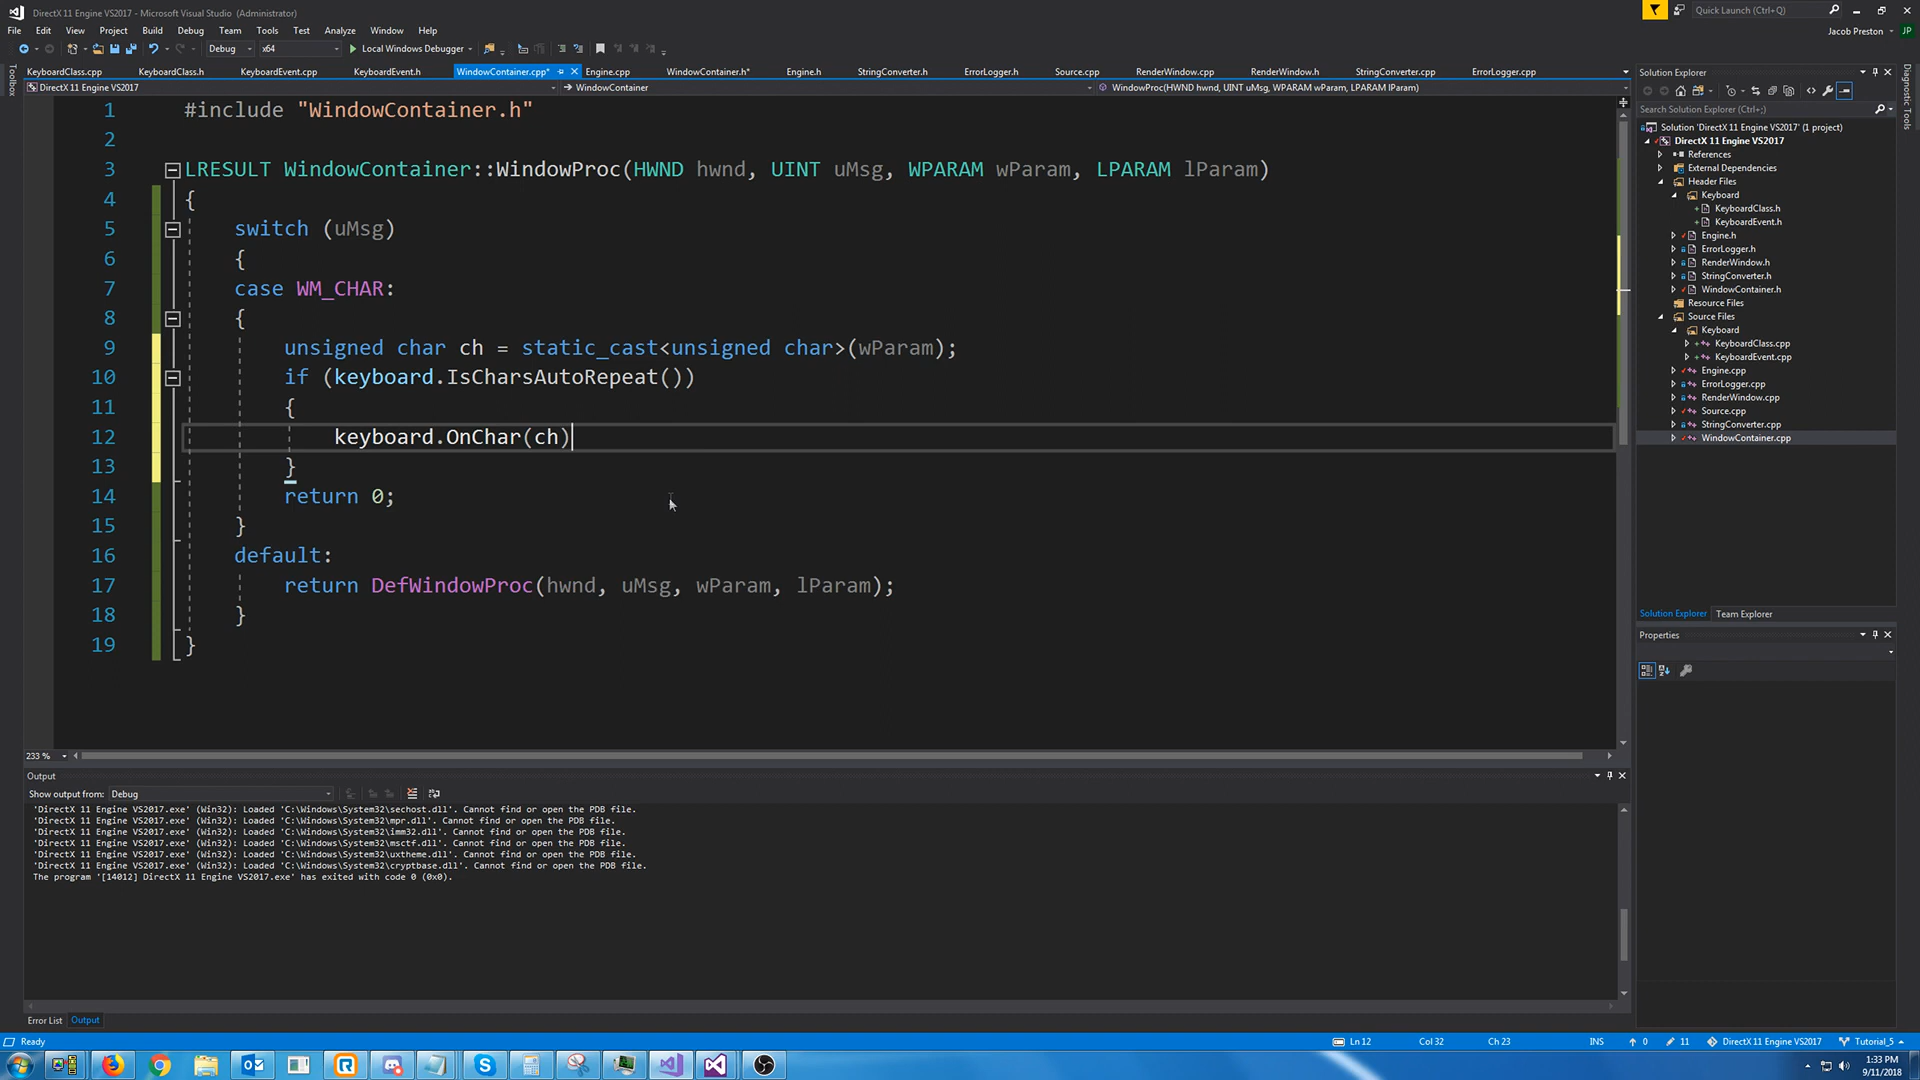 DirectX 11 Engine VS2017 - Microsoft Visual Studio (Administrator)
Quick Launch (Ctrl+Q)
File Edit View Project Build Debug Team Tools Test Analyze Window Help
Jacob Preston JP
Debug x64 Local Windows Debugger
Toolbox
KeyboardClass.cpp KeyboardClass.h KeyboardEvent.cpp KeyboardEvent.h WindowContainer.cpp* Engine.cpp WindowContainer.h* Engine.h StringConverter.h ErrorLogger.h Source.cpp RenderWindow.cpp RenderWindow.h StringConverter.cpp ErrorLogger.cpp
DirectX 11 Engine VS2017 WindowContainer WindowProc(HWND hwnd, UINT uMsg, WPARAM wParam, LPARAM lParam)
1 #include "WindowContainer.h"
2
3 LRESULT WindowContainer::WindowProc(HWND hwnd, UINT uMsg, WPARAM wParam, LPARAM lParam)
4 {
5 switch (uMsg)
6 {
7 case WM_CHAR:
8 {
9 unsigned char ch = static_cast<unsigned char>(wParam);
10 if (keyboard.IsCharsAutoRepeat())
11 {
12 keyboard.OnChar(ch)
13 }
14 return 0;
15 }
16 default:
17 return DefWindowProc(hwnd, uMsg, wParam, lParam);
18 }
19 }
233 %
Solution Explorer
Search Solution Explorer (Ctrl+;)
Solution 'DirectX 11 Engine VS2017' (1 project)
DirectX 11 Engine VS2017
References
External Dependencies
Header Files
Keyboard
KeyboardClass.h
KeyboardEvent.h
Engine.h
ErrorLogger.h
RenderWindow.h
StringConverter.h
WindowContainer.h
Resource Files
Source Files
Keyboard
KeyboardClass.cpp
KeyboardEvent.cpp
Engine.cpp
ErrorLogger.cpp
RenderWindow.cpp
Source.cpp
StringConverter.cpp
WindowContainer.cpp
Solution Explorer Team Explorer
Properties
Diagnostic Tools
Output
Show output from: Debug
'DirectX 11 Engine VS2017.exe' (Win32): Loaded 'C:\Windows\System32\sechost.dll'. Cannot find or open the PDB file.
'DirectX 11 Engine VS2017.exe' (Win32): Loaded 'C:\Windows\System32\mpr.dll'. Cannot find or open the PDB file.
'DirectX 11 Engine VS2017.exe' (Win32): Loaded 'C:\Windows\System32\imm32.dll'. Cannot find or open the PDB file.
'DirectX 11 Engine VS2017.exe' (Win32): Loaded 'C:\Windows\System32\msctf.dll'. Cannot find or open the PDB file.
'DirectX 11 Engine VS2017.exe' (Win32): Loaded 'C:\Windows\System32\uxtheme.dll'. Cannot find or open the PDB file.
'DirectX 11 Engine VS2017.exe' (Win32): Loaded 'C:\Windows\System32\cryptbase.dll'. Cannot find or open the PDB file.
The program '[14012] DirectX 11 Engine VS2017.exe' has exited with code 0 (0x0).
Error List Output
Ready Ln 12 Col 32 Ch 23 INS 0 11 DirectX 11 Engine VS2017 Tutorial_5
1:33 PM
9/11/2018